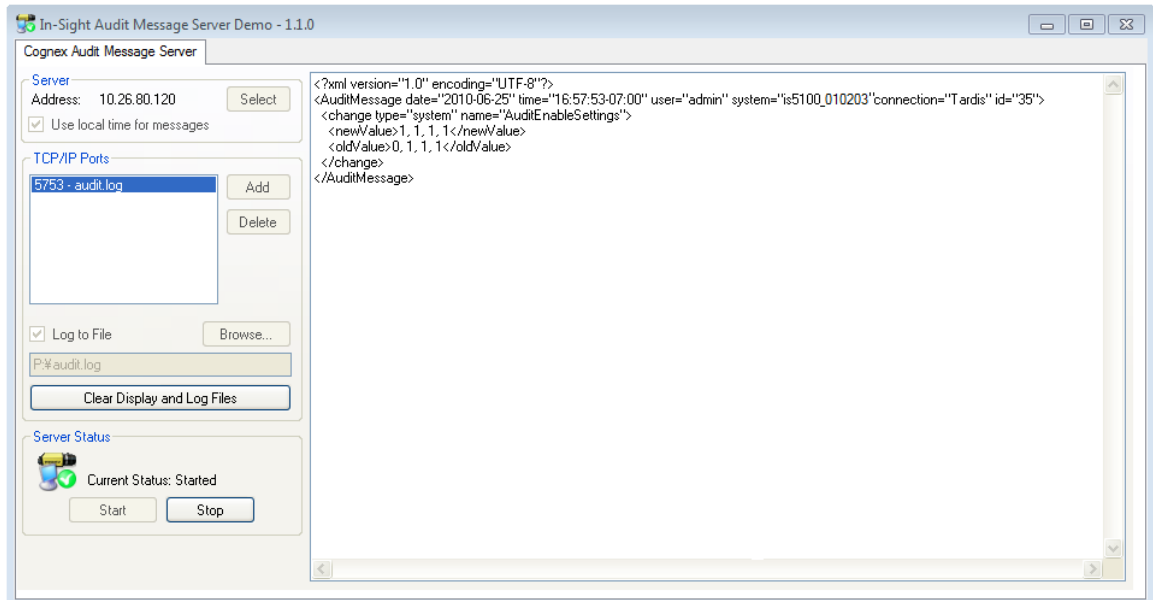 In-Sight Audit Message Server Demo - 1.1.0
Cognex Audit Message Server
Server
Address: 10.26.80.120
Select
Use local time for messages
TCP/IP Ports
5753 - audit.log
Add
Delete
Log to File
Browse...
P:¥audit.log
Clear Display and Log Files
Server Status
Current Status: Started
Start
Stop
<?xml version="1.0" encoding="UTF-8"?>
<AuditMessage date="2010-06-25" time="16:57:53-07:00" user="admin" system="is5100_010203"connection="Tardis" id="35">
<change type="system" name="AuditEnableSettings">
<newValue>1, 1, 1, 1</newValue>
<oldValue>0, 1, 1, 1</oldValue>
</change>
</AuditMessage>